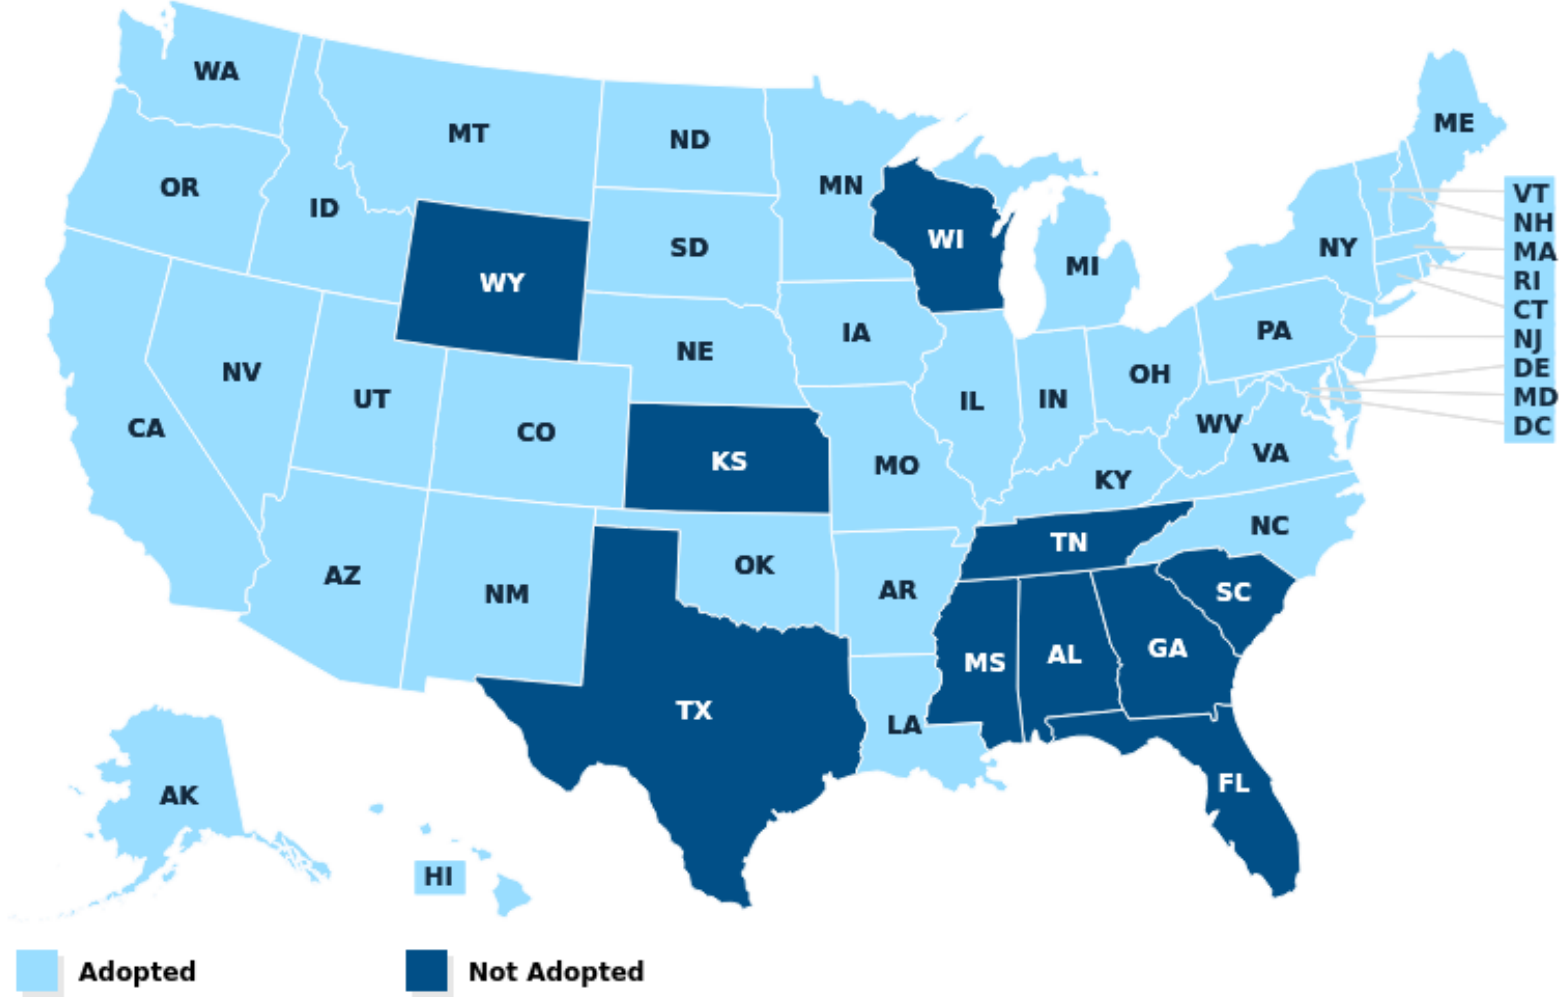 WA
MT
ND
ME
OR
ID
MN
VT
NH
WI
NY
MA
SD
MI
RI
WY
CT
IA
PA
NJ
NE
DE
NV
OH
UT
IL
IN
MD
CA
CO
WV
DC
KS
MO
VA
KY
NC
TN
OK
AZ
NM
AR
SC
MS
AL
GA
TX
LA
FL
AK
HI
Adopted
Not Adopted